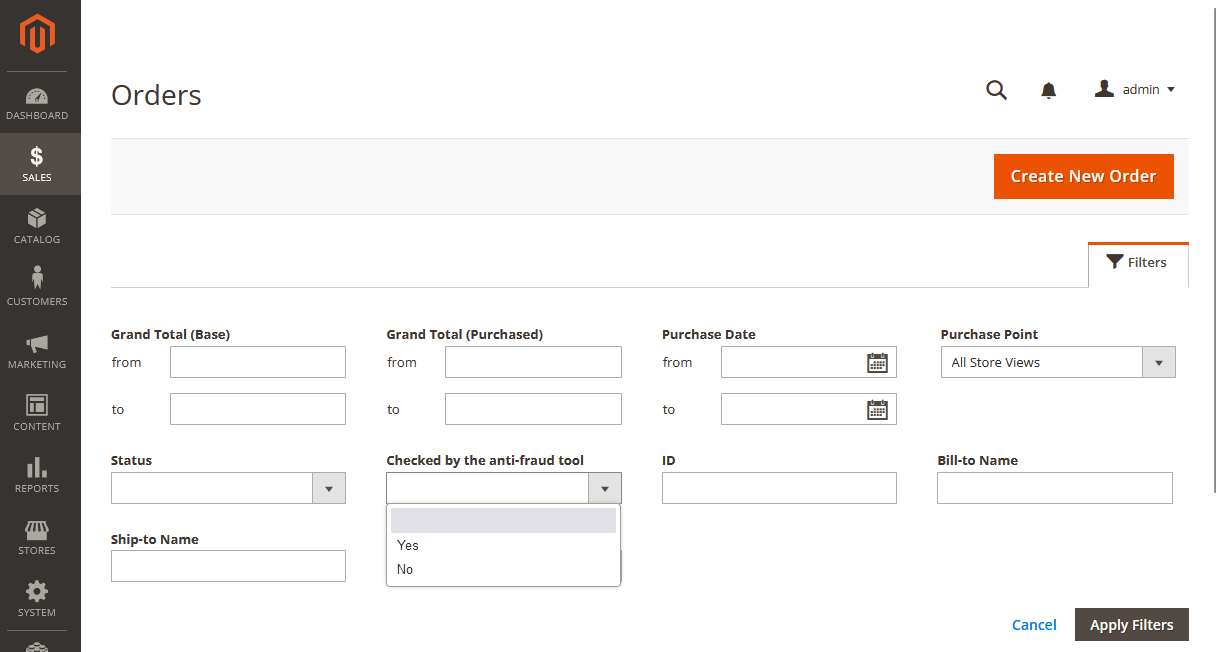 Orders
admin
DASHBOARD
SALES
CATALOG
CUSTOMERS
MARKETING
CONTENT
REPORTS
STORES
SYSTEM
Create New Order
Filters
Grand Total (Base)
from
to
Grand Total (Purchased)
from
to
Purchase Date
from
to
Purchase Point
All Store Views
Status
Checked by the anti-fraud tool
Yes
No
ID
Bill-to Name
Ship-to Name
Cancel
Apply Filters